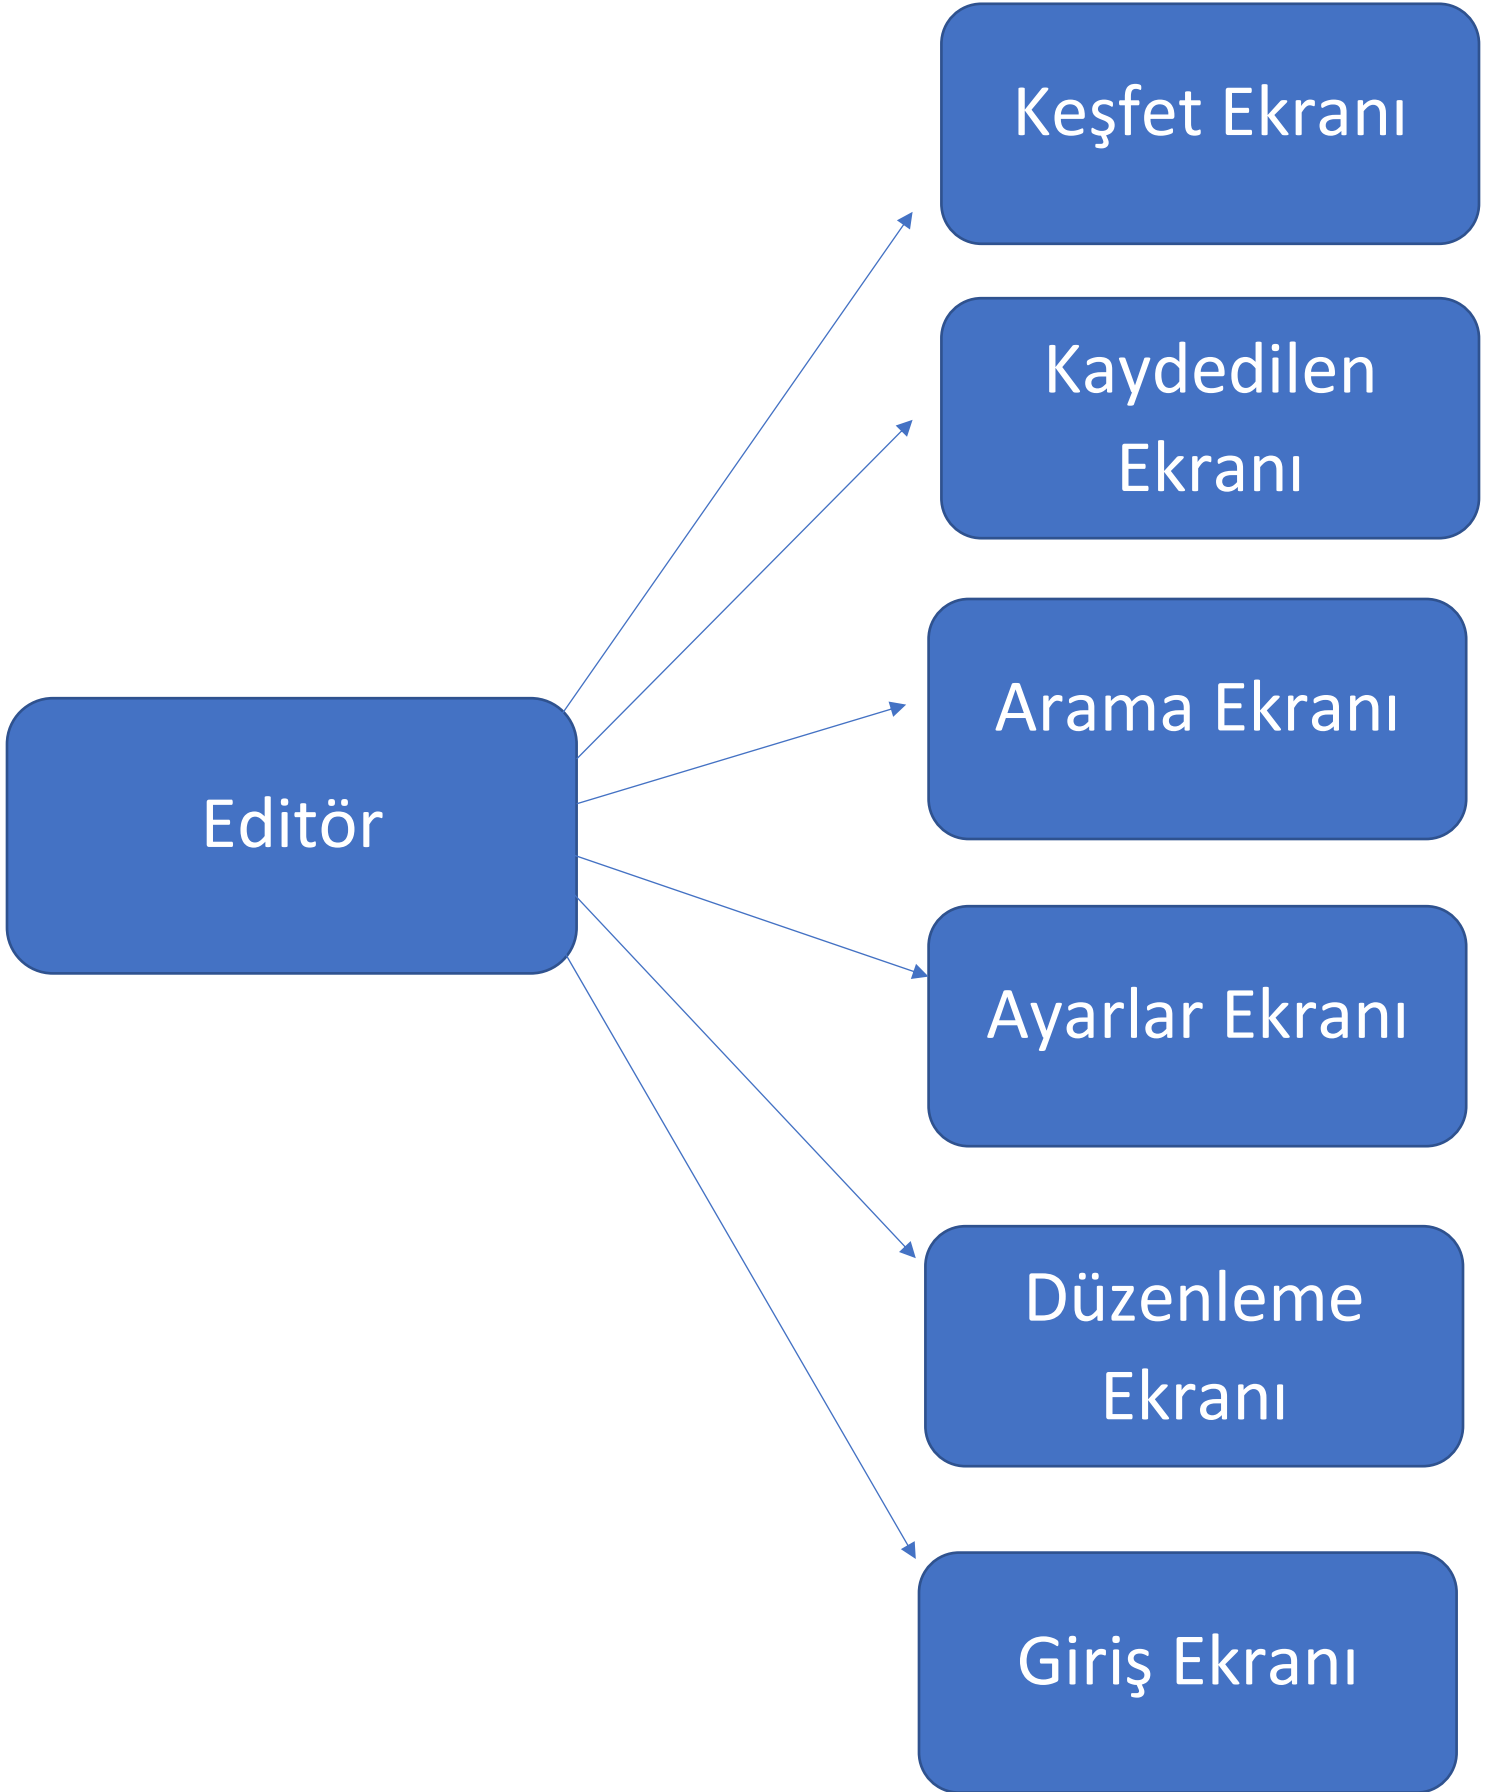 Keşfet Ekranı
Kaydedilen
Ekranı
Arama Ekranı
Editör
Ayarlar Ekranı
Düzenleme
Ekranı
Giriş Ekranı